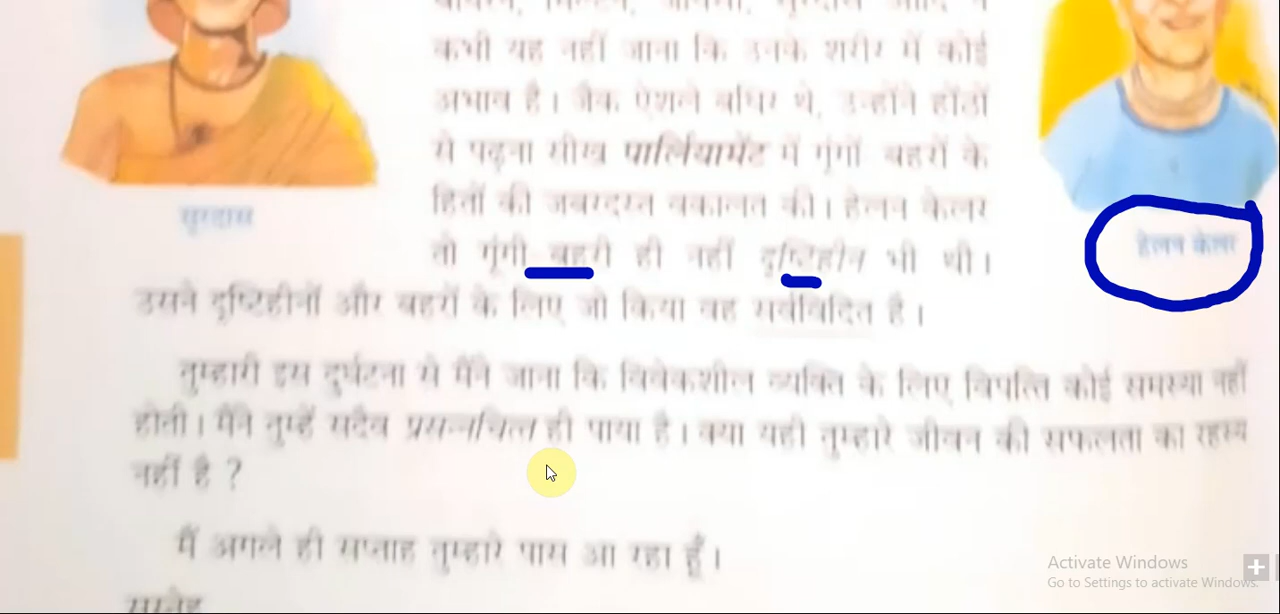 कभी यह नहीं जाना कि उनके शरीर में कोई
अभाव है। जैक ऐशले बधिर थे, उन्होंने होंठों
से पढ़ना सीख पार्लियामेंट में गूंगों बहरों के
हितों की जबरदस्त वकालत की। हेलन केलर
तो गूंगी बहरी ही नहीं दृष्टिहीन भी थी।
सूरदास
हेलन केलर
उसने दृष्टिहीनों और बहरों के लिए जो किया वह सर्वविदित है।
तुम्हारी इस दुर्घटना से मैंने जाना कि विवेकशील व्यक्ति के लिए विपत्ति कोई समस्या नहीं
होती। मैंने तुम्हें सदैव प्रसन्नचित्त ही पाया है। क्या यही तुम्हारे जीवन की सफलता का रहस्य
नहीं है ?
मैं अगले ही सप्ताह तुम्हारे पास आ रहा हूँ।
Activate Windows
Go to Settings to activate Windows.